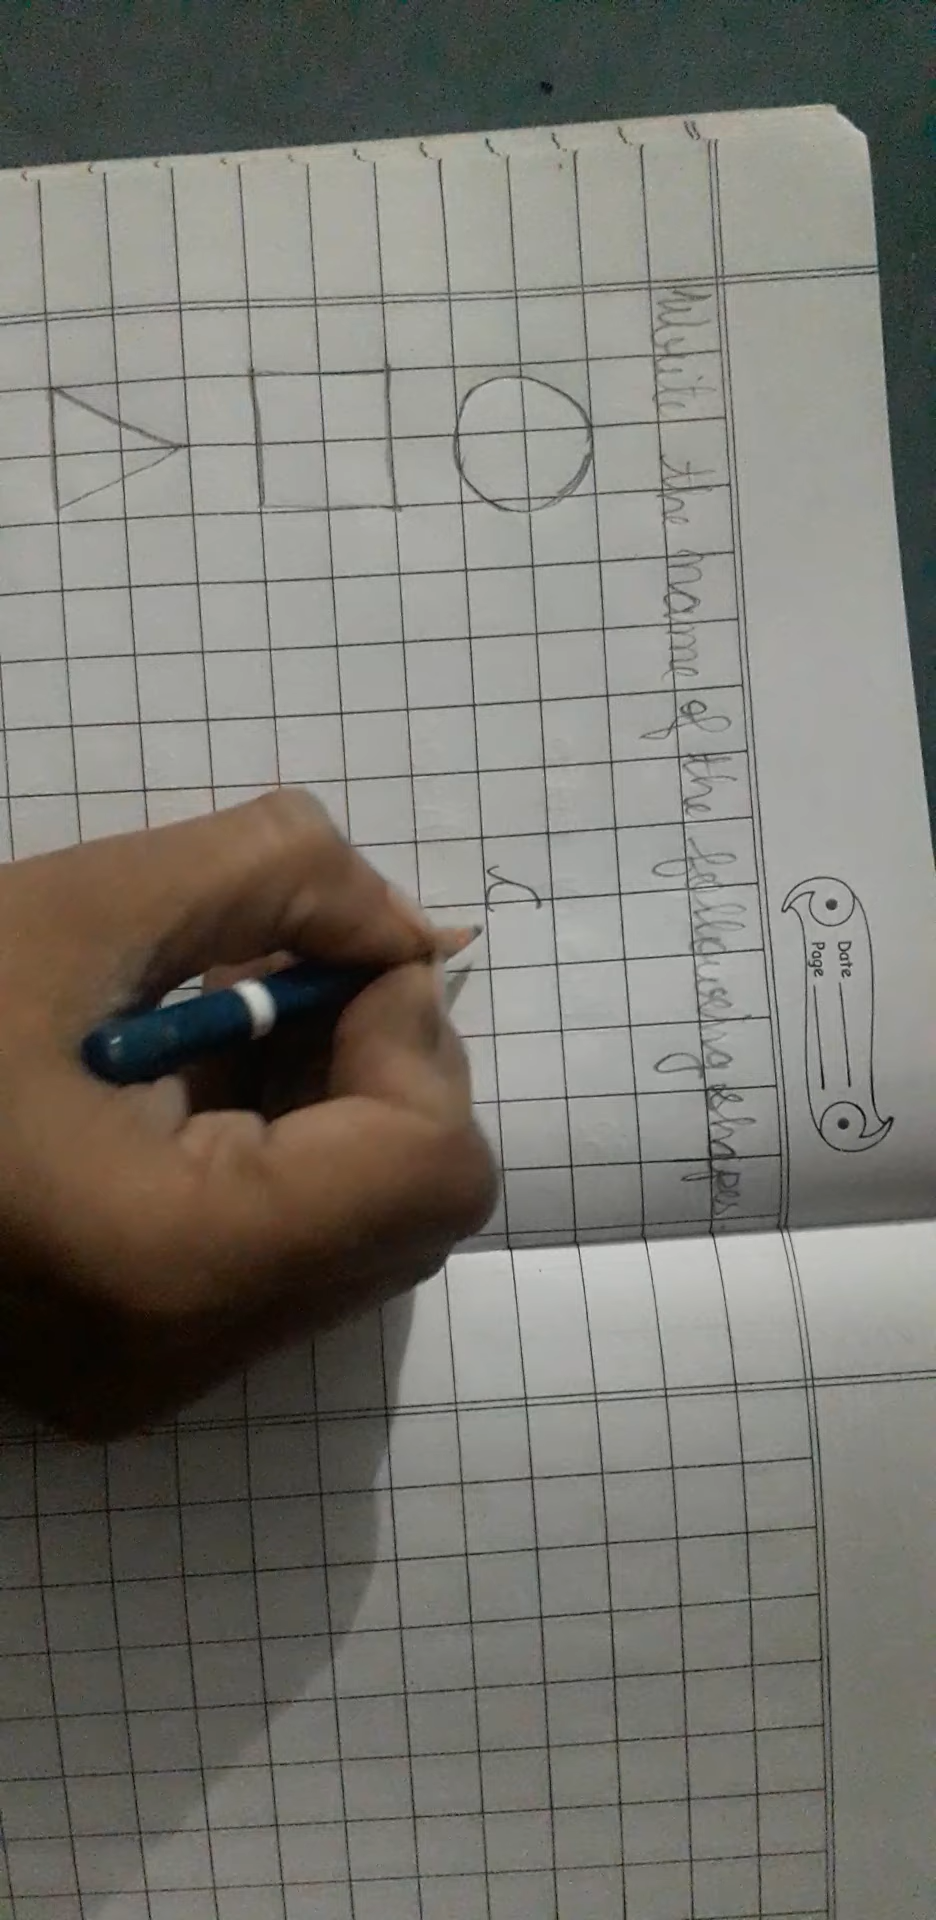 Date
Page
Write the name of the following shapes.
C